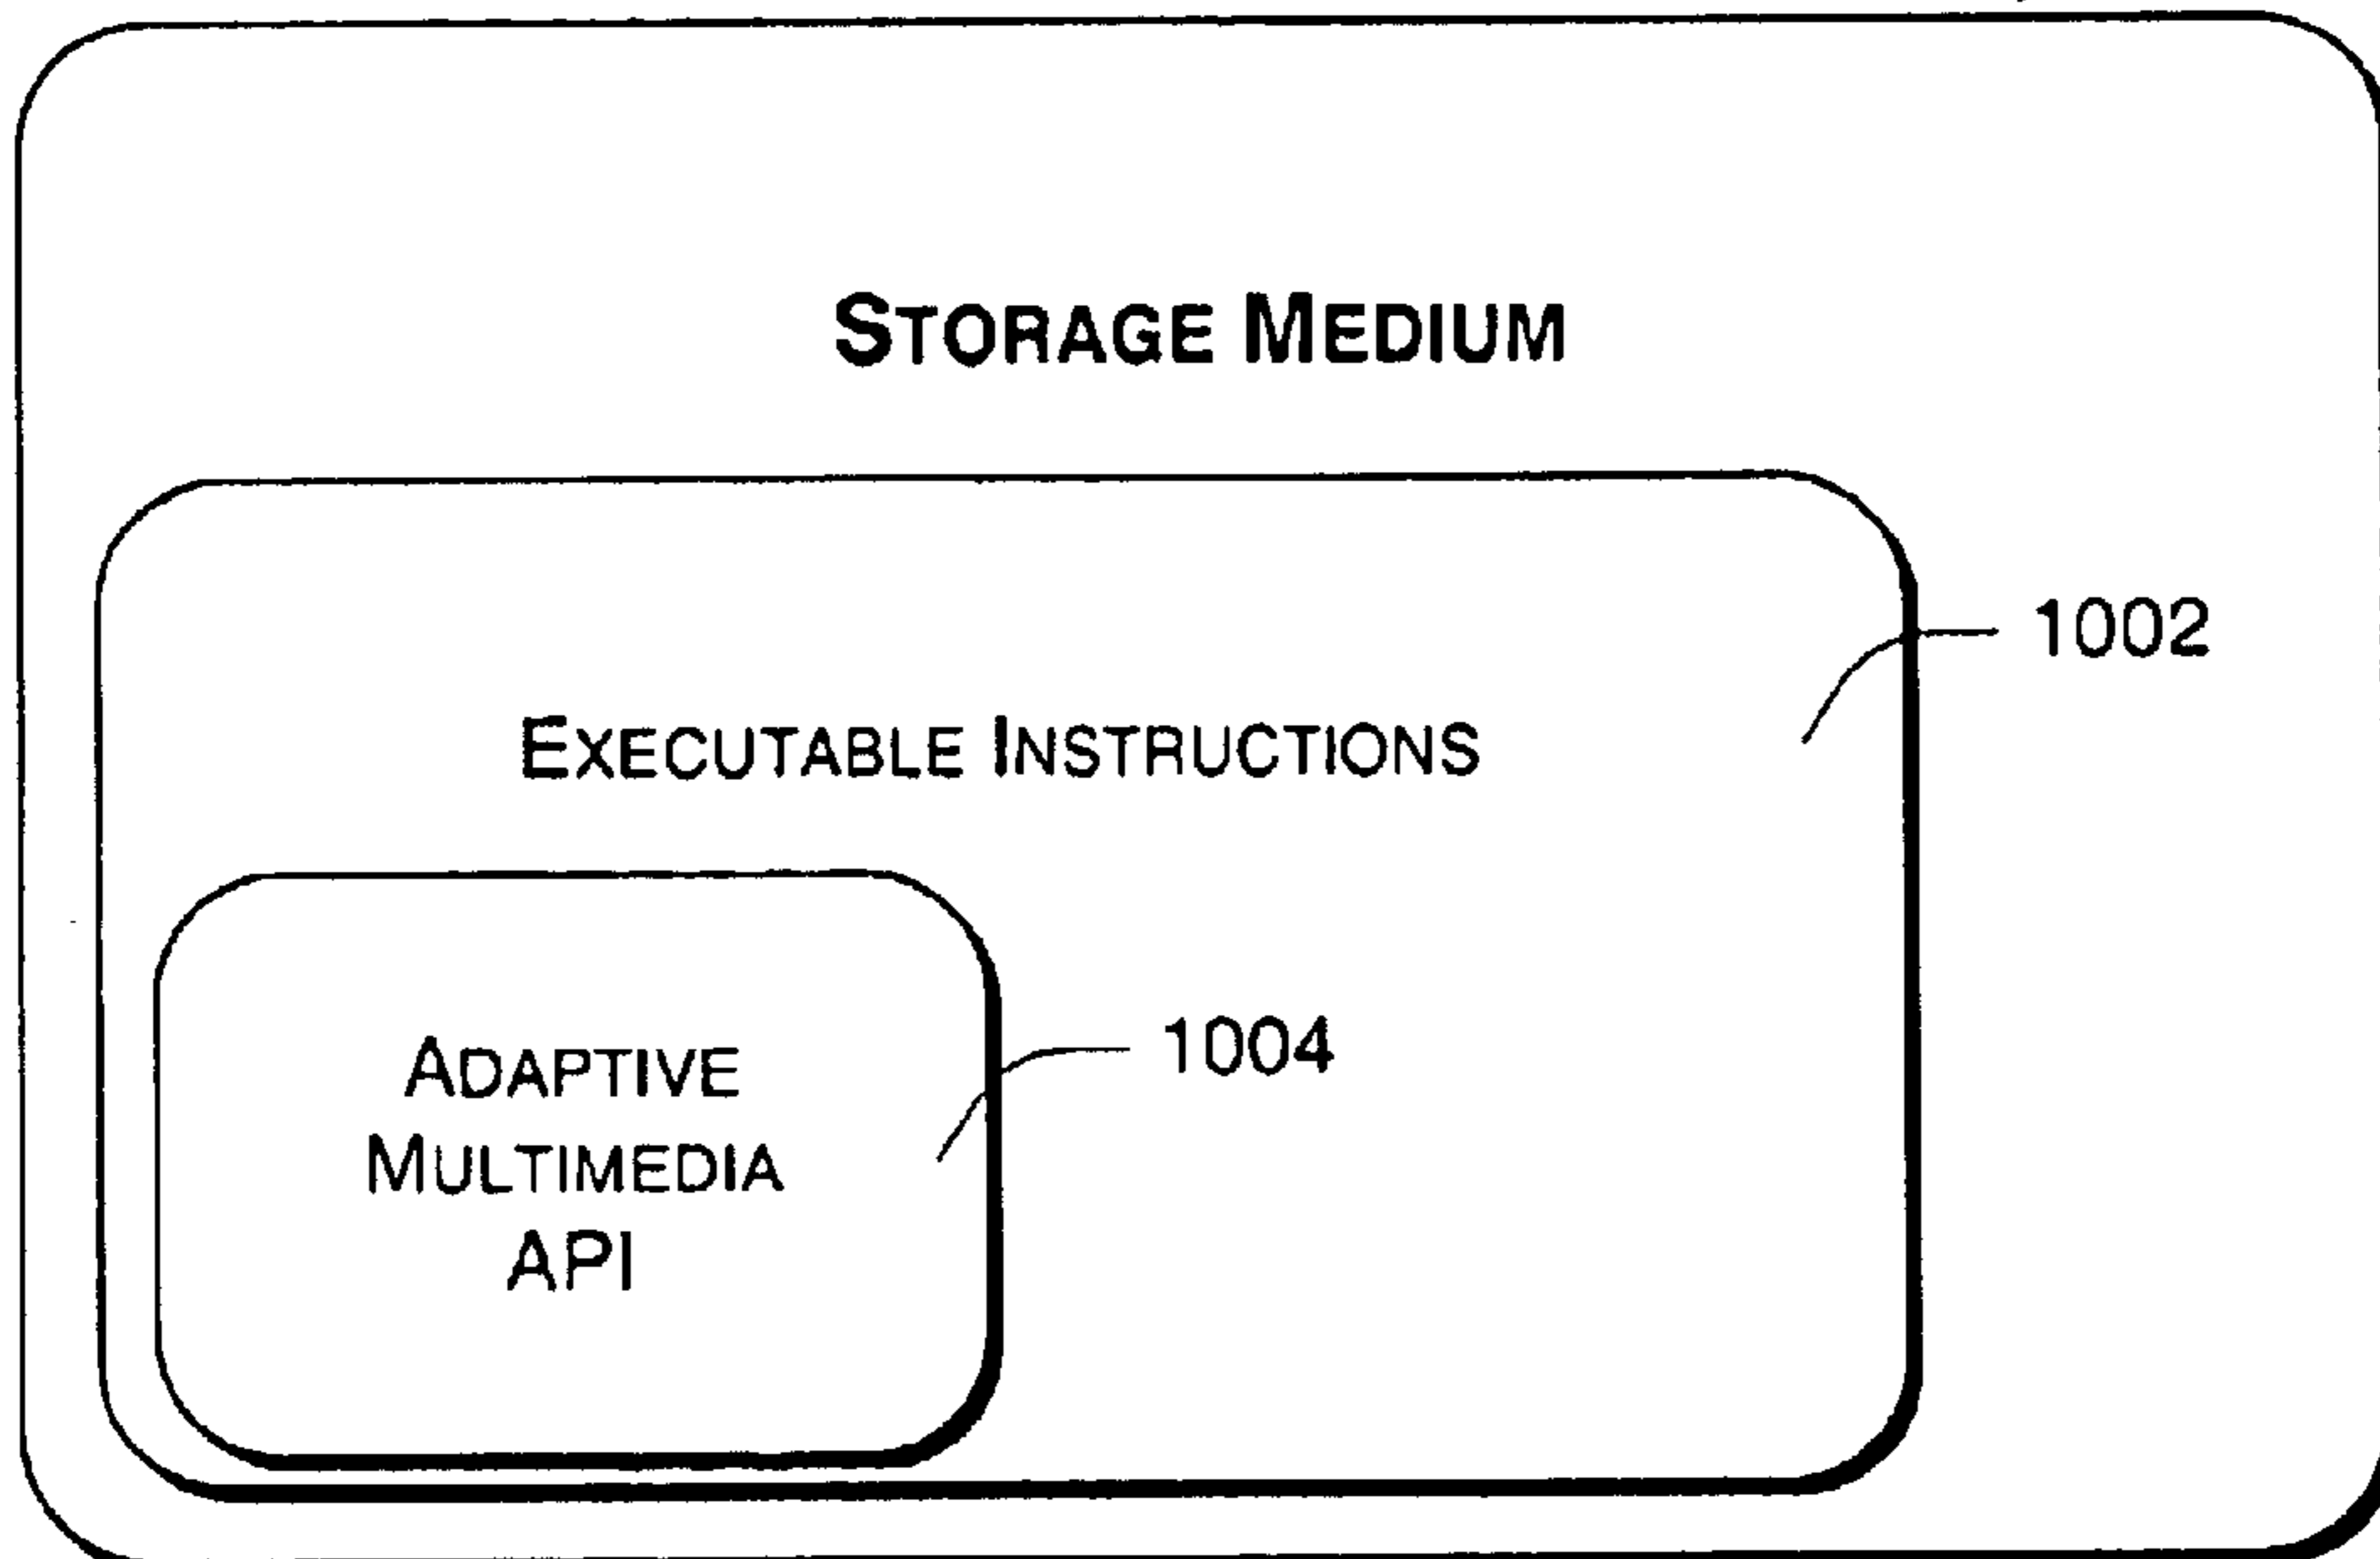 STORAGE MEDIUM
1002
EXECUTABLE INSTRUCTIONS
1004
ADAPTIVE
MULTIMEDIA
API